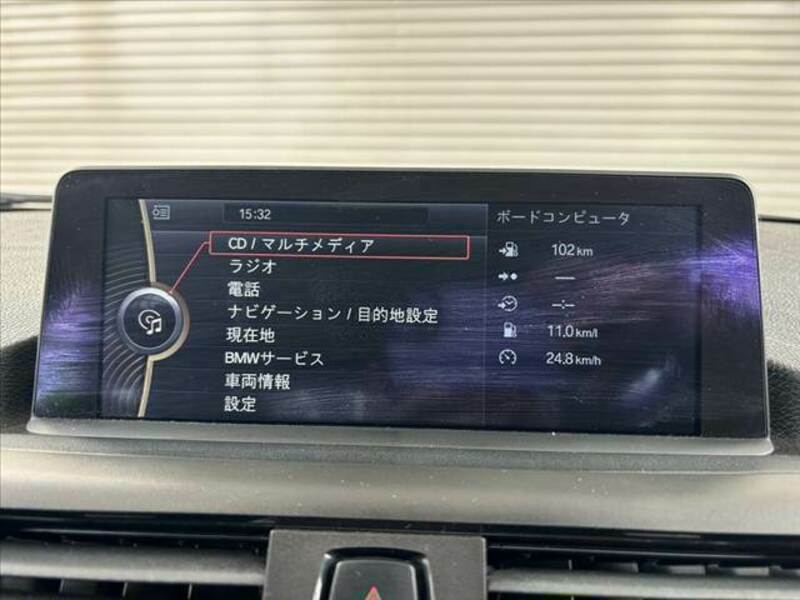 15:32
CD / マルチメディア
ラジオ
電話
ナビゲーション / 目的地設定
現在地
BMWサービス
車両情報
設定
ボードコンピュータ
102 km
—
-:-
11.0 km/l
24.8 km/h